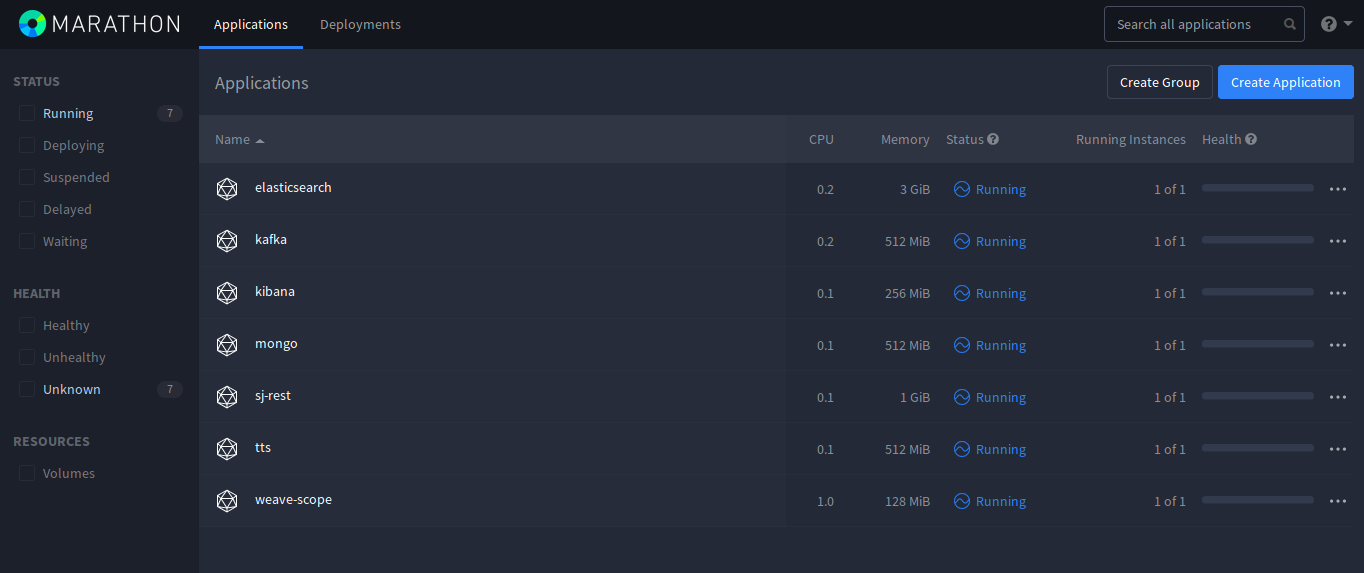 MARATHON Applications Deployments Search all applications ?
STATUS
Running 7
Deploying
Suspended
Delayed
Waiting
HEALTH
Healthy
Unhealthy
Unknown 7
RESOURCES
Volumes
Applications Create Group Create Application
Name CPU Memory Status ? Running Instances Health ?
elasticsearch 0.2 3 GiB Running 1 of 1
kafka 0.2 512 MiB Running 1 of 1
kibana 0.1 256 MiB Running 1 of 1
mongo 0.1 512 MiB Running 1 of 1
sj-rest 0.1 1 GiB Running 1 of 1
tts 0.1 512 MiB Running 1 of 1
weave-scope 1.0 128 MiB Running 1 of 1